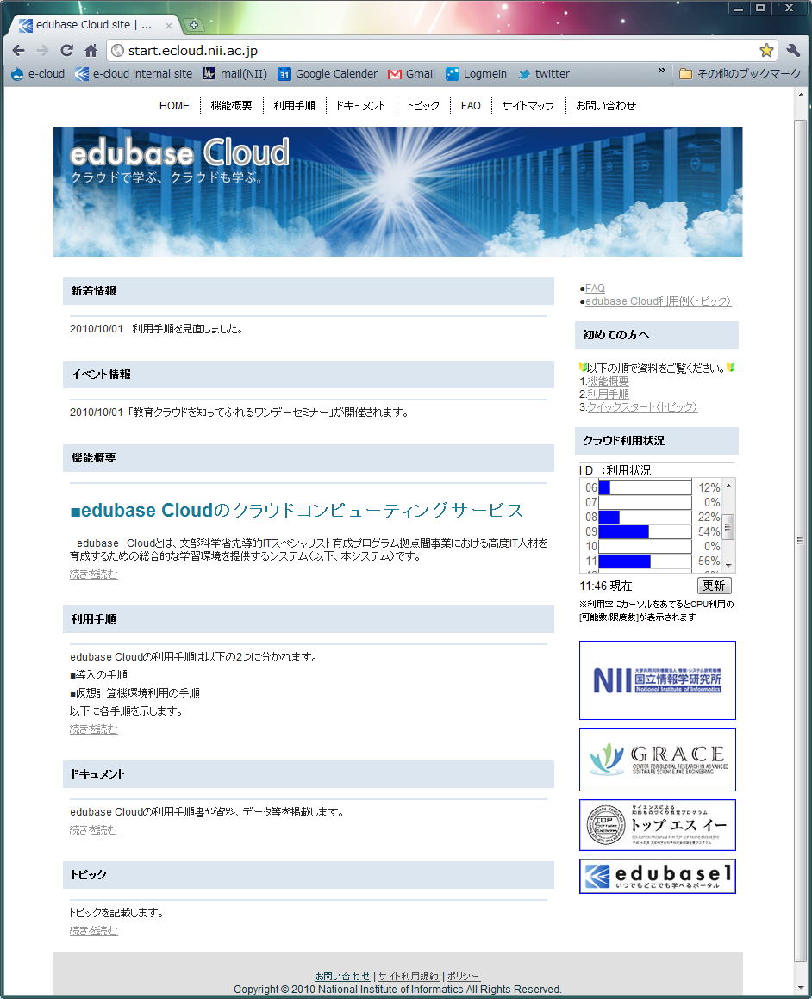 edubase Cloud site | ...
start.ecloud.nii.ac.jp
e-cloud e-cloud internal site mail(NII) 31 Google Calender Gmail Logmein twitter » その他のブックマーク
HOME 機能概要 利用手順 ドキュメント トピック FAQ サイトマップ お問い合わせ
edubase Cloud
クラウドで学ぶ、クラウドも学ぶ。
新着情報
2010/10/01 利用手順を見直しました。
イベント情報
2010/10/01 「教育クラウドを知ってふれるワンデーセミナー」が開催されます。
機能概要
■edubase Cloudのクラウドコンピューティングサービス
edubase Cloudとは、文部科学省先導的ITスペシャリスト育成プログラム拠点間事業における高度IT人材を
育成するための総合的な学習環境を提供するシステム(以下、本システム)です。
続きを読む
利用手順
edubase Cloudの利用手順は以下の2つに分かれます。
■導入の手順
■仮想計算機環境利用の手順
以下に各手順を示します。
続きを読む
ドキュメント
edubase Cloudの利用手順書や資料、データ等を掲載します。
続きを読む
トピック
トピックを記載します。
続きを読む
●FAQ
●edubase Cloud利用例(トピック)
初めての方へ
以下の順で資料をご覧ください。
1.機能概要
2.利用手順
3.クイックスタート(トピック)
クラウド利用状況
ID :利用状況
06 12%
07 0%
08 22%
09 54%
10 0%
11 56%
11:46 現在 更新
※利用率にカーソルをあてるとCPU利用の
[可能数/限度数]が表示されます
大学共同利用機関法人 情報・システム研究機構
NII 国立情報学研究所
National Institute of Informatics
GRACE
CENTER FOR GLOBAL RESEARCH IN ADVANCED
SOFTWARE SCIENCE AND ENGINEERING
サイエンスによる
知的ものづくり教育プログラム
トップ エス イー
EDUCATION PROGRAM FOR TOP SOFTWARE ENGINEERS
edubase1
いつでもどこでも学べるポータル
お問い合わせ | サイト利用規約 | ポリシー
Copyright © 2010 National Institute of Informatics All Rights Reserved.